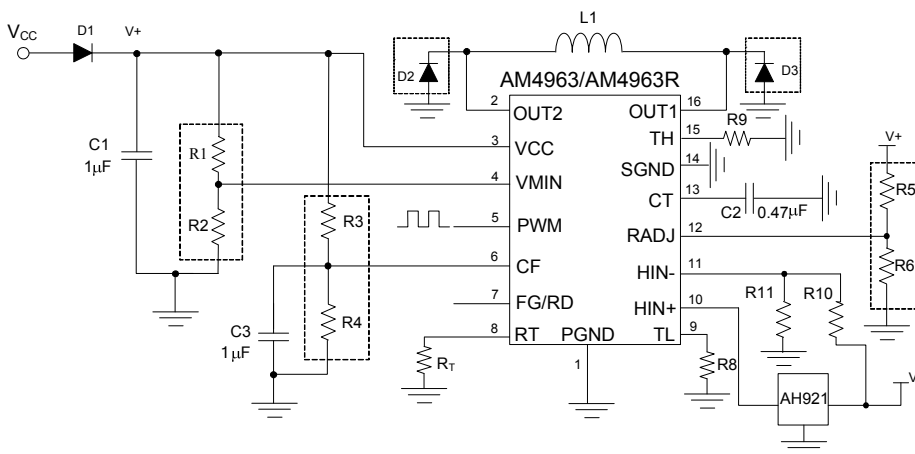 L1
VCC
D1
V+
D2
D3
AM4963/AM4963R
2
OUT2
OUT1
16
3
VCC
TH
15
R9
C1
1µF
R1
SGND
14
V+
4
VMIN
CT
13
C2
0.47µF
R5
R2
R3
5
PWM
RADJ
12
6
CF
HIN-
11
R6
7
FG/RD
HIN+
10
R11
R10
C3
1µF
R4
8
RT
PGND
TL
9
RT
1
R8
AH921
V